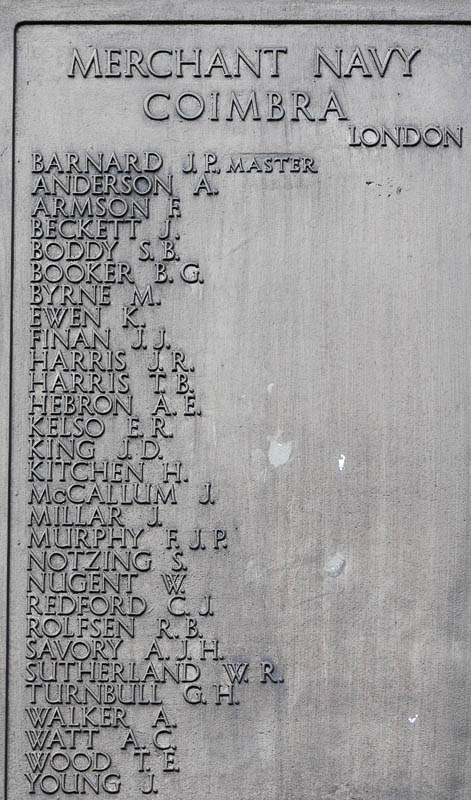 MERCHANT NAVY
COIMBRA
LONDON
BARNARD J.P., MASTER
ANDERSON A.
ARMSON F.
BECKETT J.
BODDY S.B.
BOOKER B.G.
BYRNE M.
EWEN K.
FINAN J.J.
HARRIS J.R.
HARRIS T.B.
HEBRON A.E.
KELSO E.R.
KING J.D.
KITCHEN H.
McCALLUM J.
MILLAR J.
MURPHY F.J.P.
NOTZING S.
NUGENT W.
REDFORD C.J.
ROLFSEN R.B.
SAVORY A.J.H.
SUTHERLAND W.R.
TURNBULL G.H.
WALKER A.
WATT A.C.
WOOD T.E.
YOUNG J.